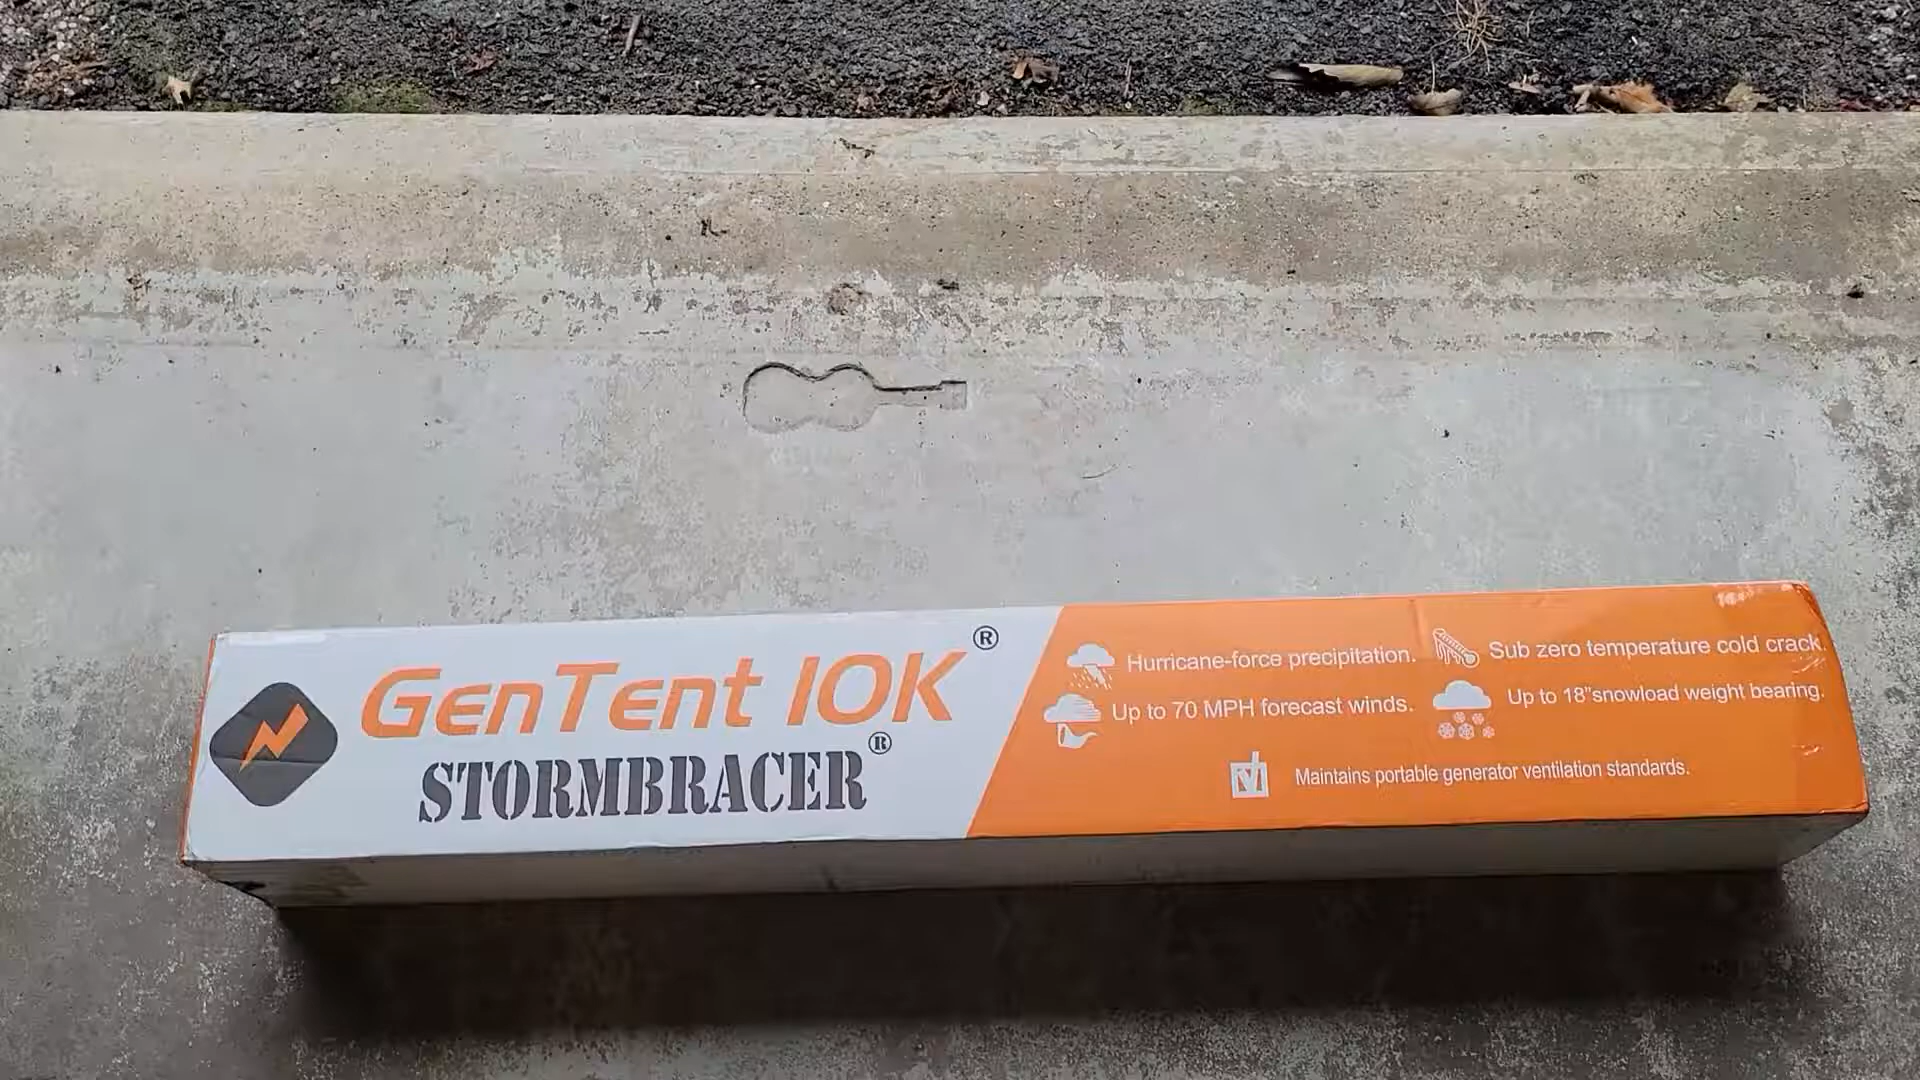 GenTent 10K®
STORMBRACER®
Hurricane-force precipitation.
Up to 70 MPH forecast winds.
Sub zero temperature cold crack.
Up to 18"snowload weight bearing.
Maintains portable generator ventilation standards.